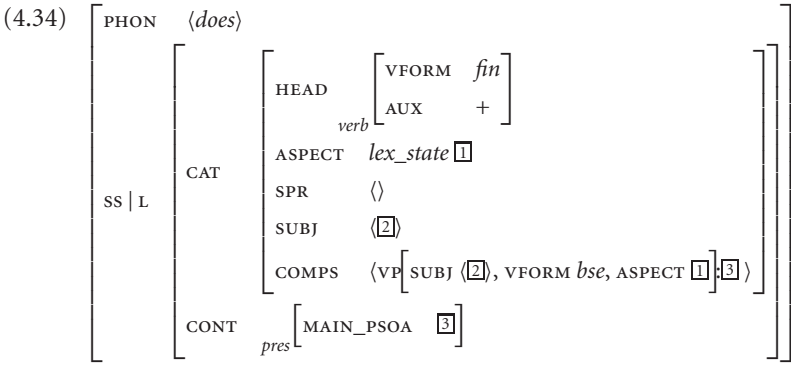 (4.34)
PHON ⟨does⟩
SS | L
CAT
HEAD
verb
VFORM fin
AUX +
ASPECT lex_state 1
SPR ⟨⟩
SUBJ ⟨2⟩
COMPS ⟨VP[SUBJ ⟨2⟩, VFORM bse, ASPECT 1]:3⟩
CONT
pres
[MAIN_PSOA 3]